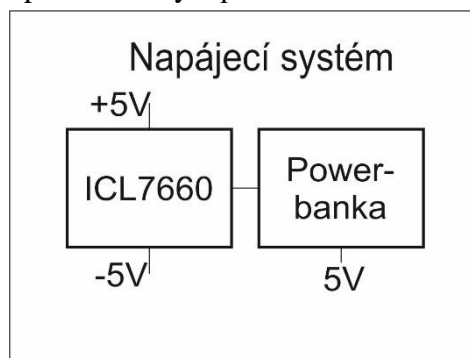 Napájecí systém
+5V
ICL7660
Power-
banka
-5V
5V